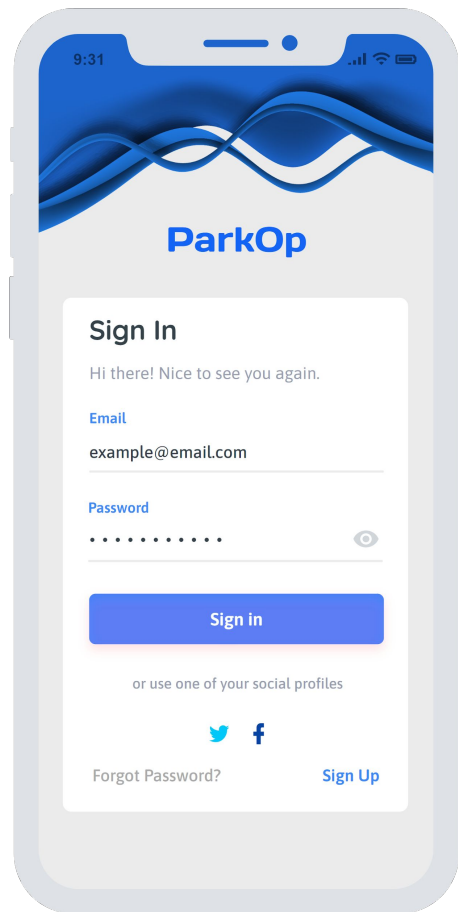 9:31
ParkOp
Sign In
Hi there! Nice to see you again.
Email
example@email.com
Password
• • • • • • • • • • •
Sign in
or use one of your social profiles
Forgot Password? Sign Up